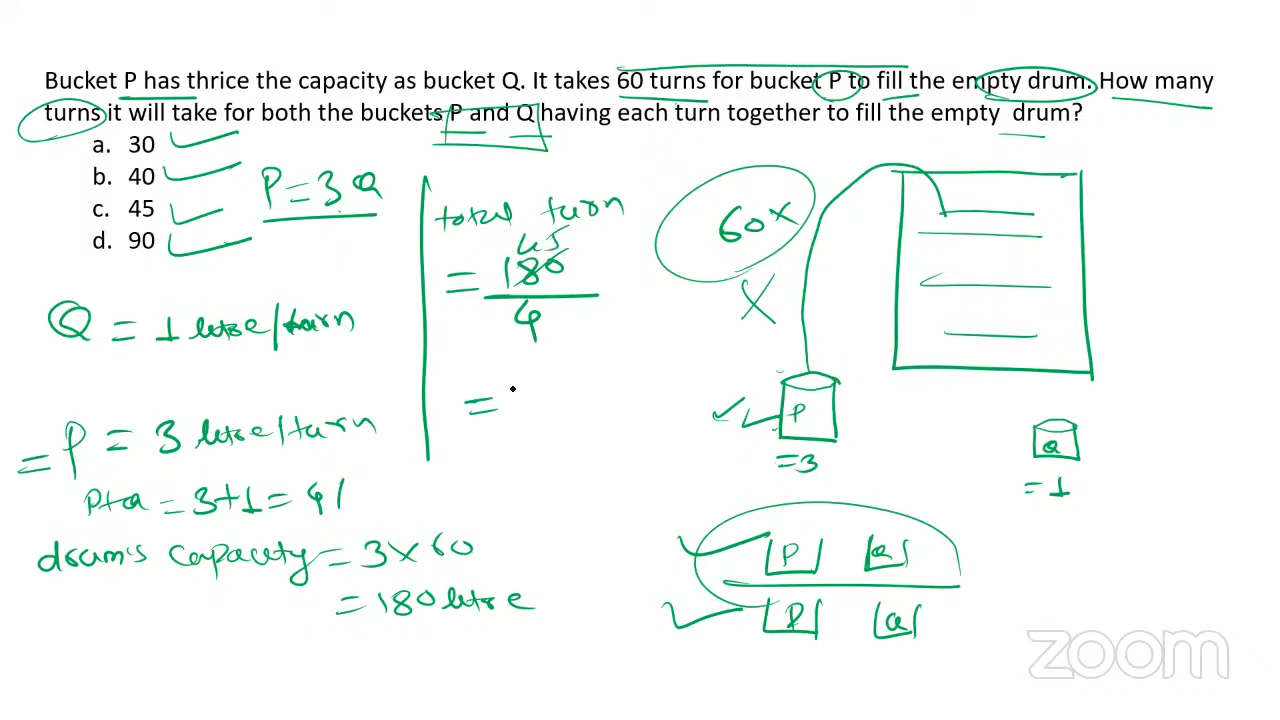 Bucket P has thrice the capacity as bucket Q. It takes 60 turns for bucket P to fill the empty drum. How many
turns it will take for both the buckets P and Q having each turn together to fill the empty drum?
a. 30
b. 40
c. 45
d. 90
P = 3 Q
Q = 1 litre/turn
= P = 3 litre/turn
P+Q = 3+1 = 4 l
drum's capacity = 3 × 60
= 180 litre
total turn
45
= 180
4
=
60x
X
P
= 3
Q
= 1
P Q
P Q
zoom